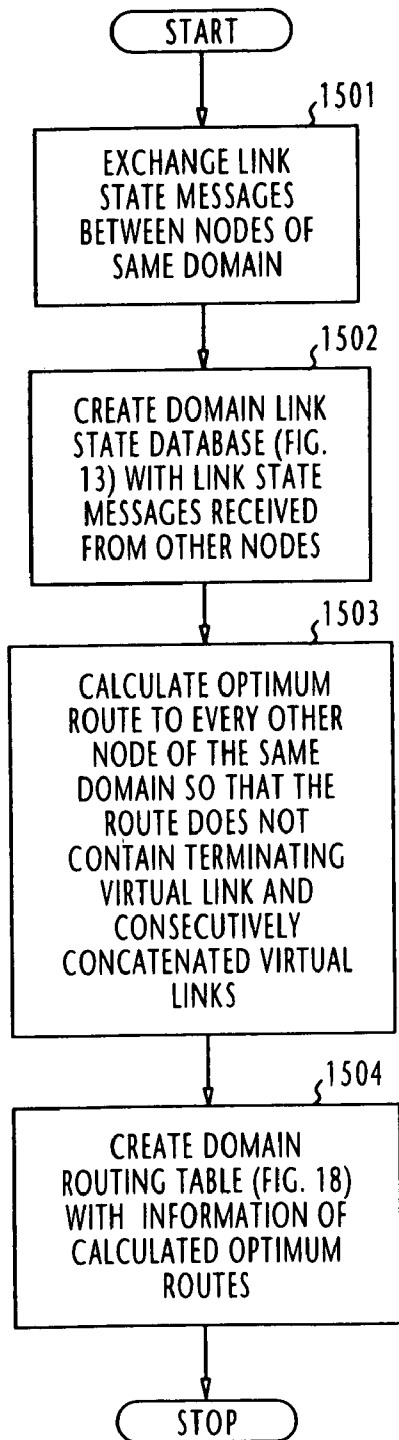 START
1501
EXCHANGE LINK
STATE MESSAGES
BETWEEN NODES OF
SAME DOMAIN
1502
CREATE DOMAIN LINK
STATE DATABASE (FIG.
13) WITH LINK STATE
MESSAGES RECEIVED
FROM OTHER NODES
1503
CALCULATE OPTIMUM
ROUTE TO EVERY OTHER
NODE OF THE SAME
DOMAIN SO THAT THE
ROUTE DOES NOT
CONTAIN TERMINATING
VIRTUAL LINK AND
CONSECUTIVELY
CONCATENATED VIRTUAL
LINKS
1504
CREATE DOMAIN
ROUTING TABLE (FIG. 18)
WITH INFORMATION OF
CALCULATED OPTIMUM
ROUTES
STOP